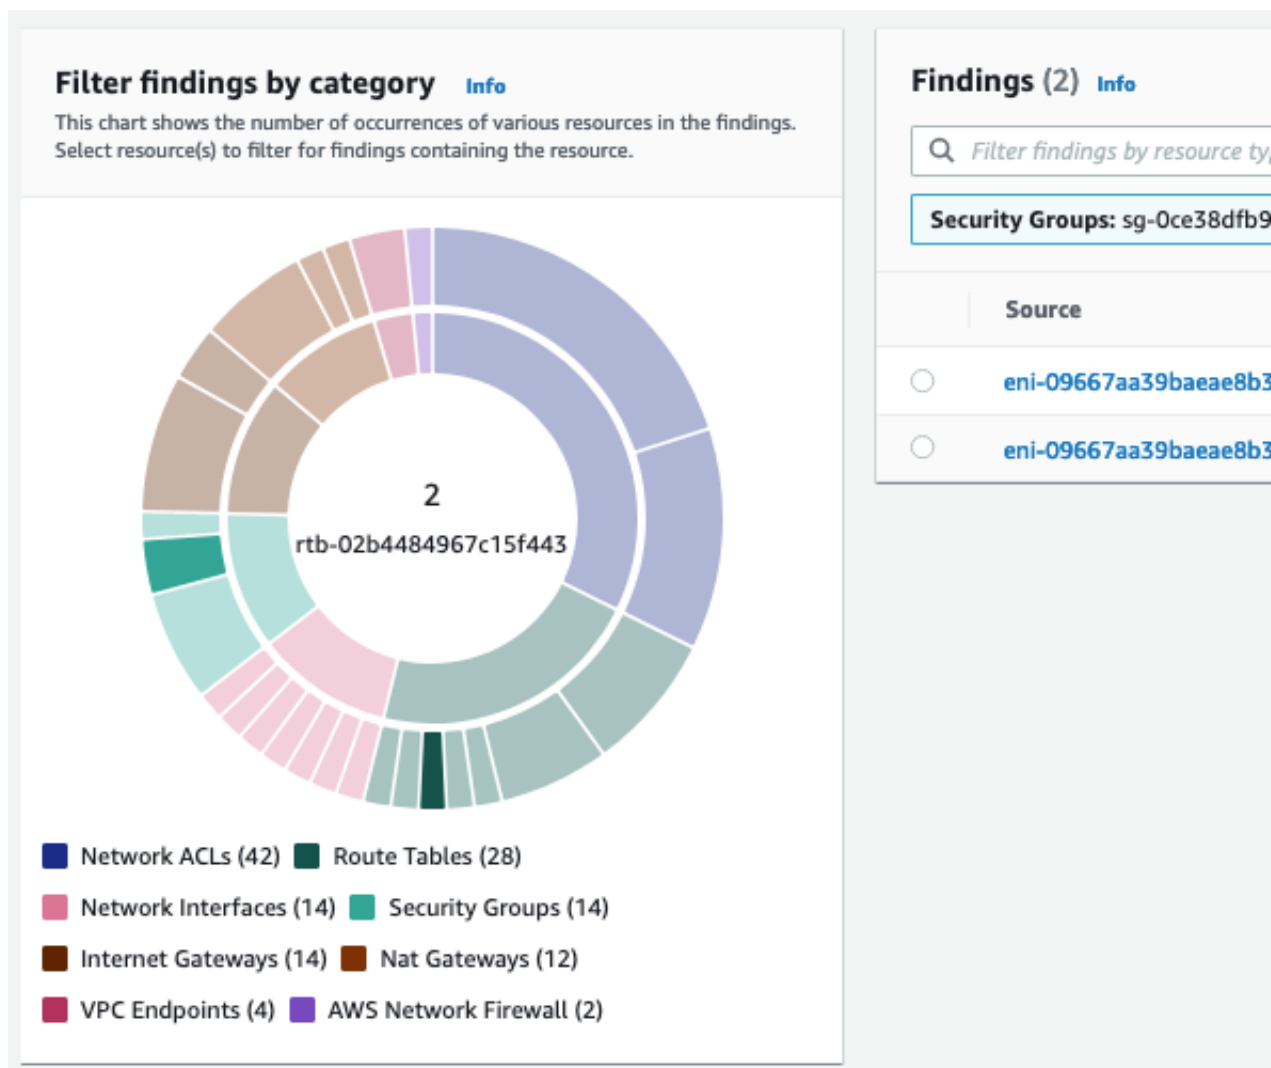 Filter findings by category Info
This chart shows the number of occurrences of various resources in the findings.
Select resource(s) to filter for findings containing the resource.
2
rtb-02b4484967c15f443
Network ACLs (42) Route Tables (28)
Network Interfaces (14) Security Groups (14)
Internet Gateways (14) Nat Gateways (12)
VPC Endpoints (4) AWS Network Firewall (2)
Findings (2) Info
Filter findings by resource ty
Security Groups: sg-0ce38dfb9
Source
eni-09667aa39baeae8b3
eni-09667aa39baeae8b3